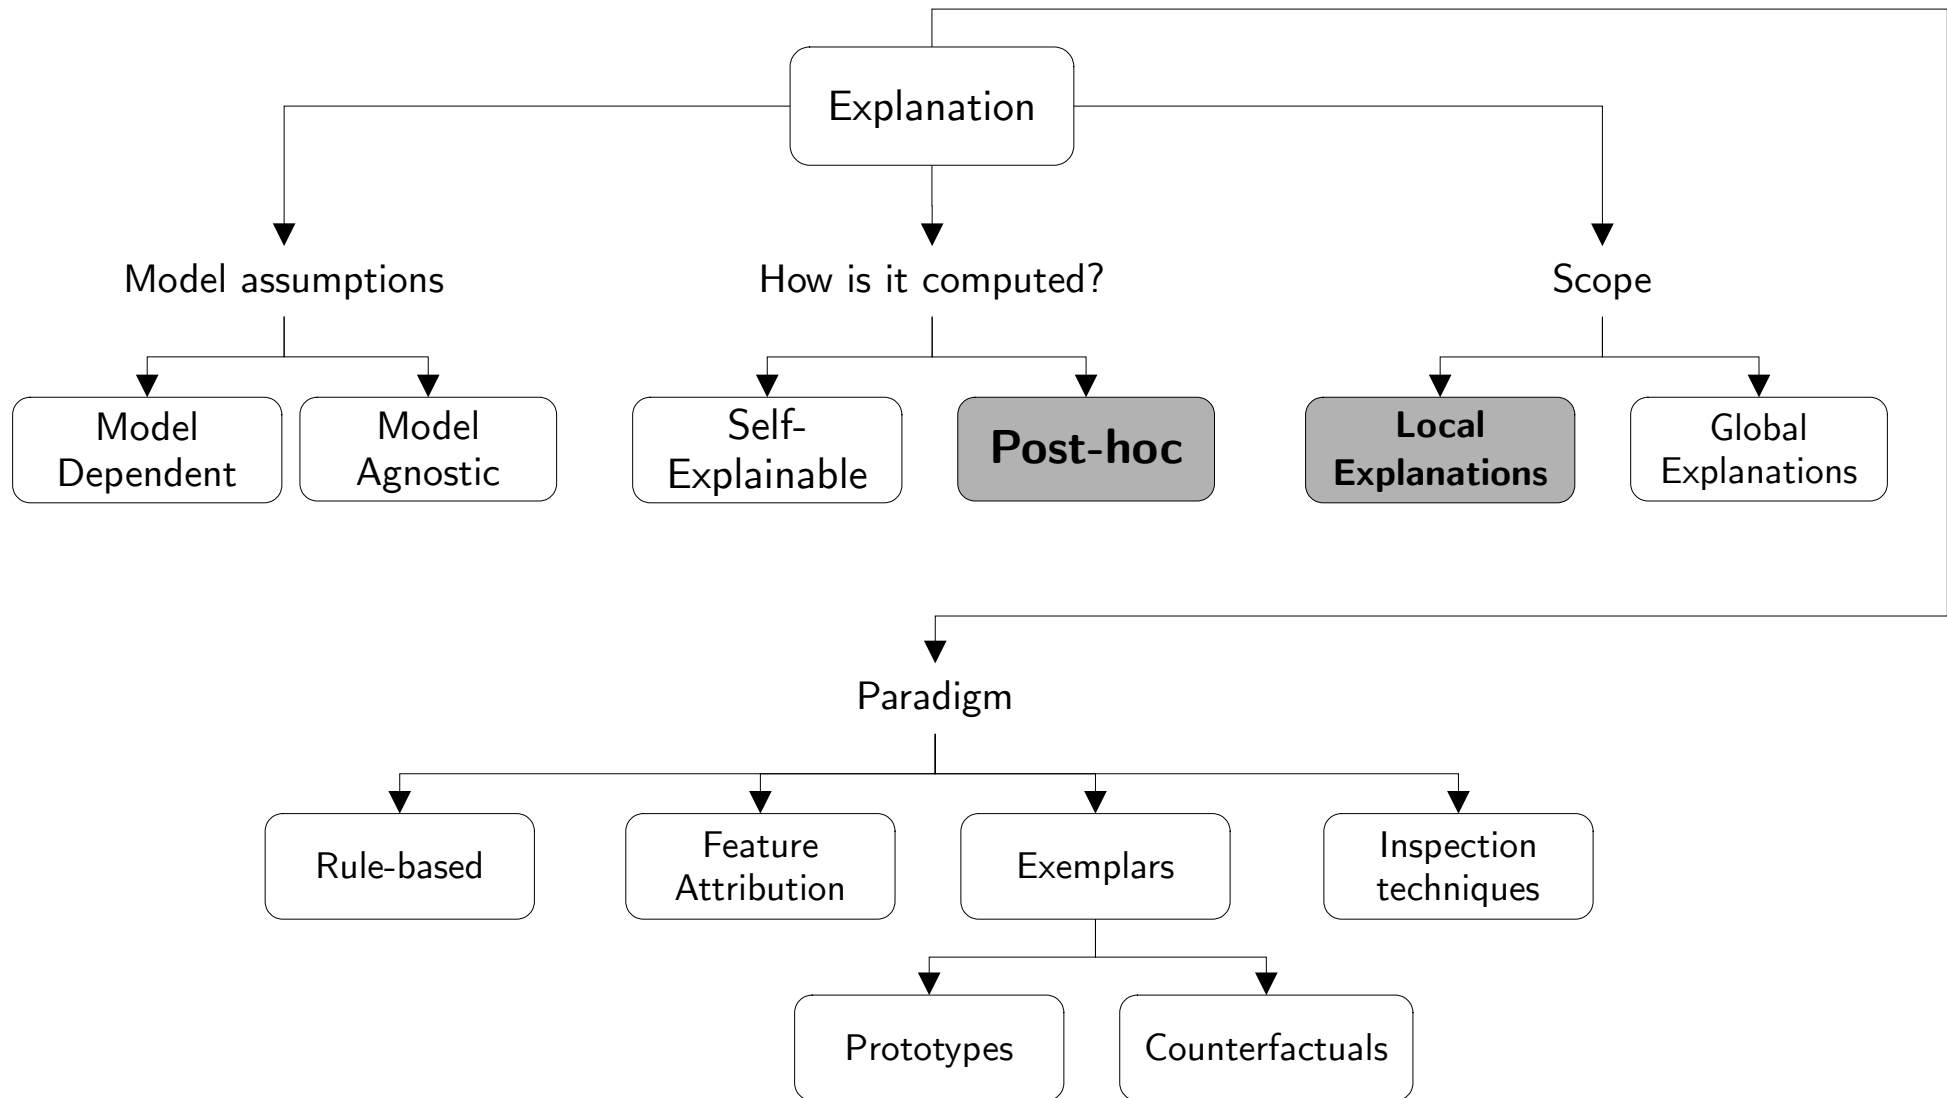 Explanation
Model assumptions
How is it computed?
Scope
Model
Dependent
Model
Agnostic
Self-
Explainable
Post-hoc
Local
Explanations
Global
Explanations
Paradigm
Rule-based
Feature
Attribution
Exemplars
Inspection
techniques
Prototypes
Counterfactuals